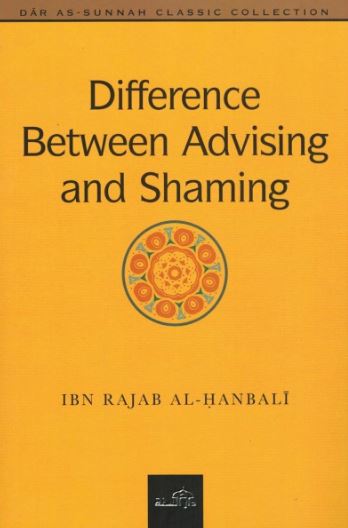 DĀR AS-SUNNAH CLASSIC COLLECTION
Difference
Between Advising
and Shaming
IBN RAJAB AL-ḤANBALĪ